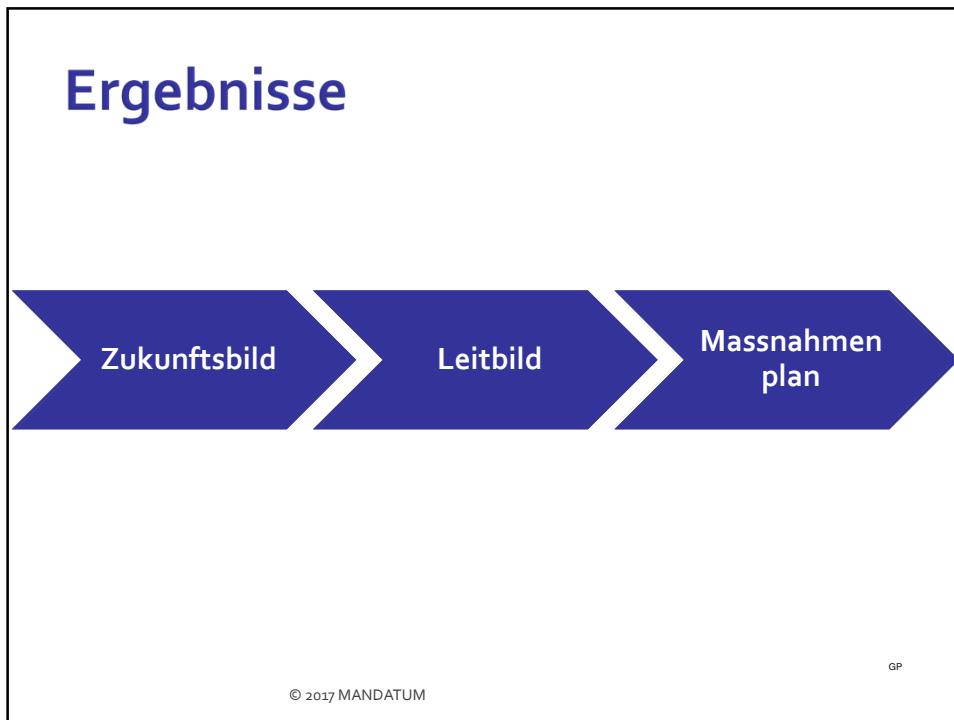 Ergebnisse
Zukunftsbild
Leitbild
Massnahmen
plan
GP
© 2017 MANDATUM